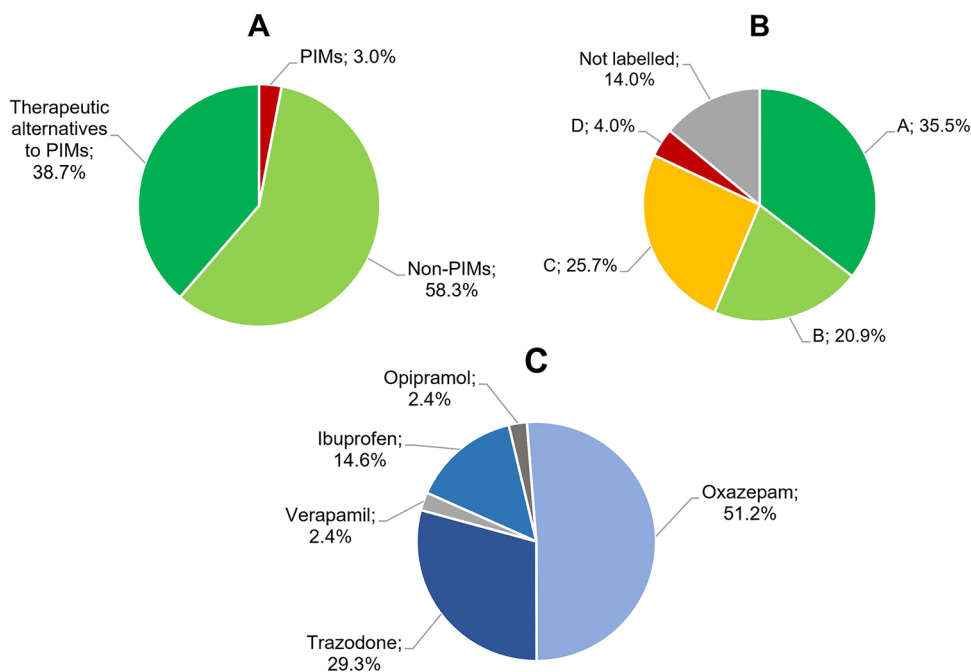 A
PIMs; 3.0%
Therapeutic
alternatives
to PIMs;
38.7%
Non-PIMs;
58.3%
B
Not labelled;
14.0%
D; 4.0%
A; 35.5%
C; 25.7%
B; 20.9%
C
Opipramol;
2.4%
Ibuprofen;
14.6%
Verapamil;
2.4%
Trazodone;
29.3%
Oxazepam;
51.2%